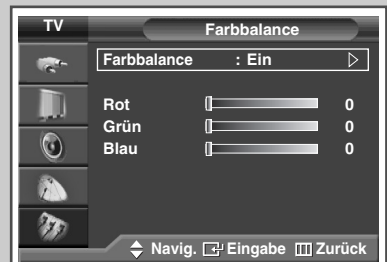 TV Farbbalance
Farbbalance : Ein
Rot 0
Grün 0
Blau 0
Navig. Eingabe Zurück